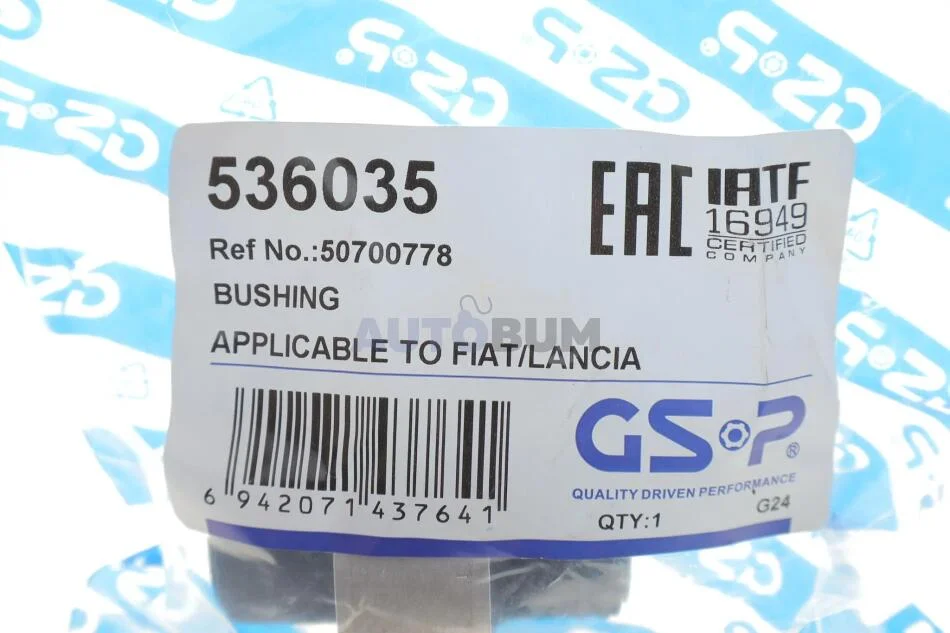 536035
Ref No.:50700778
BUSHING
APPLICABLE TO FIAT/LANCIA
EAC
IATF
16949
CERTIFIED
COMPANY
AUTOBUM
6 942071 437641
GSP®
QUALITY DRIVEN PERFORMANCE
QTY:1
G24